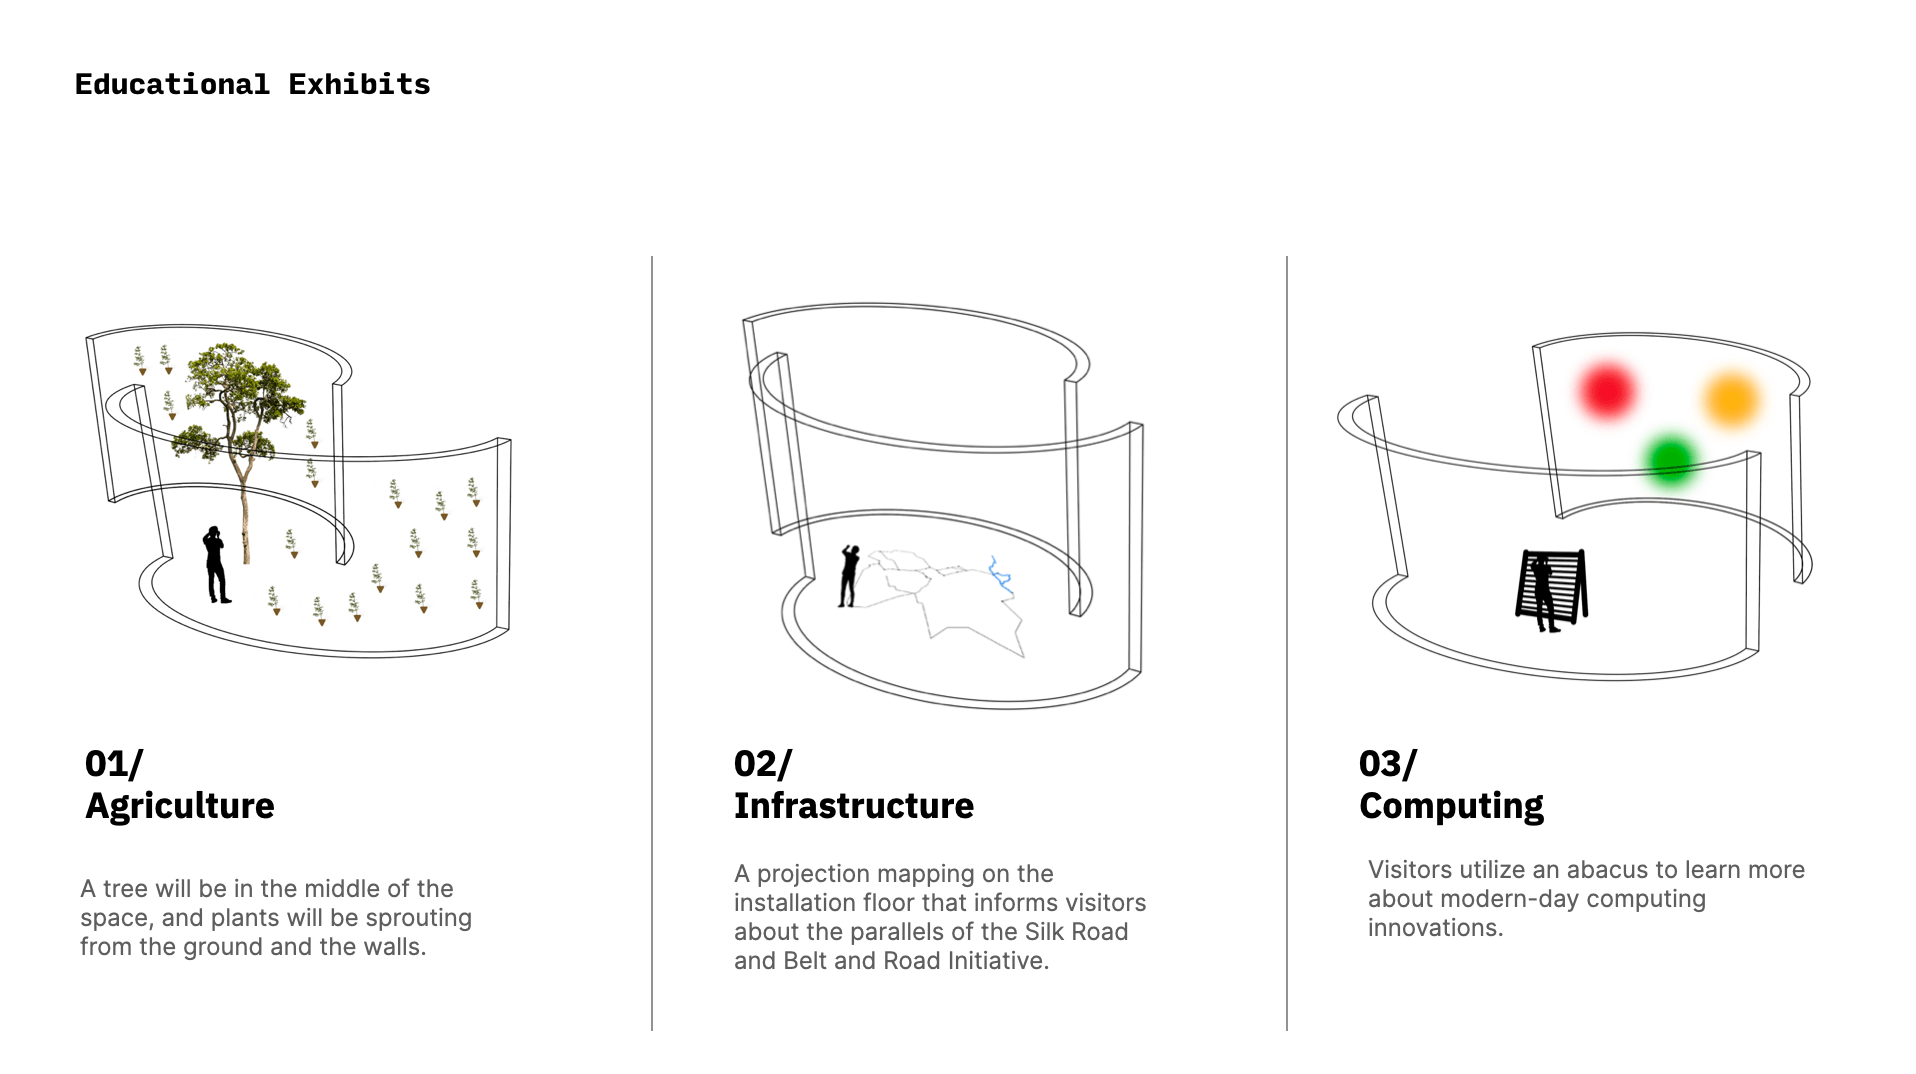 Educational Exhibits
01/
Agriculture
A tree will be in the middle of the
space, and plants will be sprouting
from the ground and the walls.
02/
Infrastructure
A projection mapping on the
installation floor that informs visitors
about the parallels of the Silk Road
and Belt and Road Initiative.
03/
Computing
Visitors utilize an abacus to learn more
about modern-day computing
innovations.